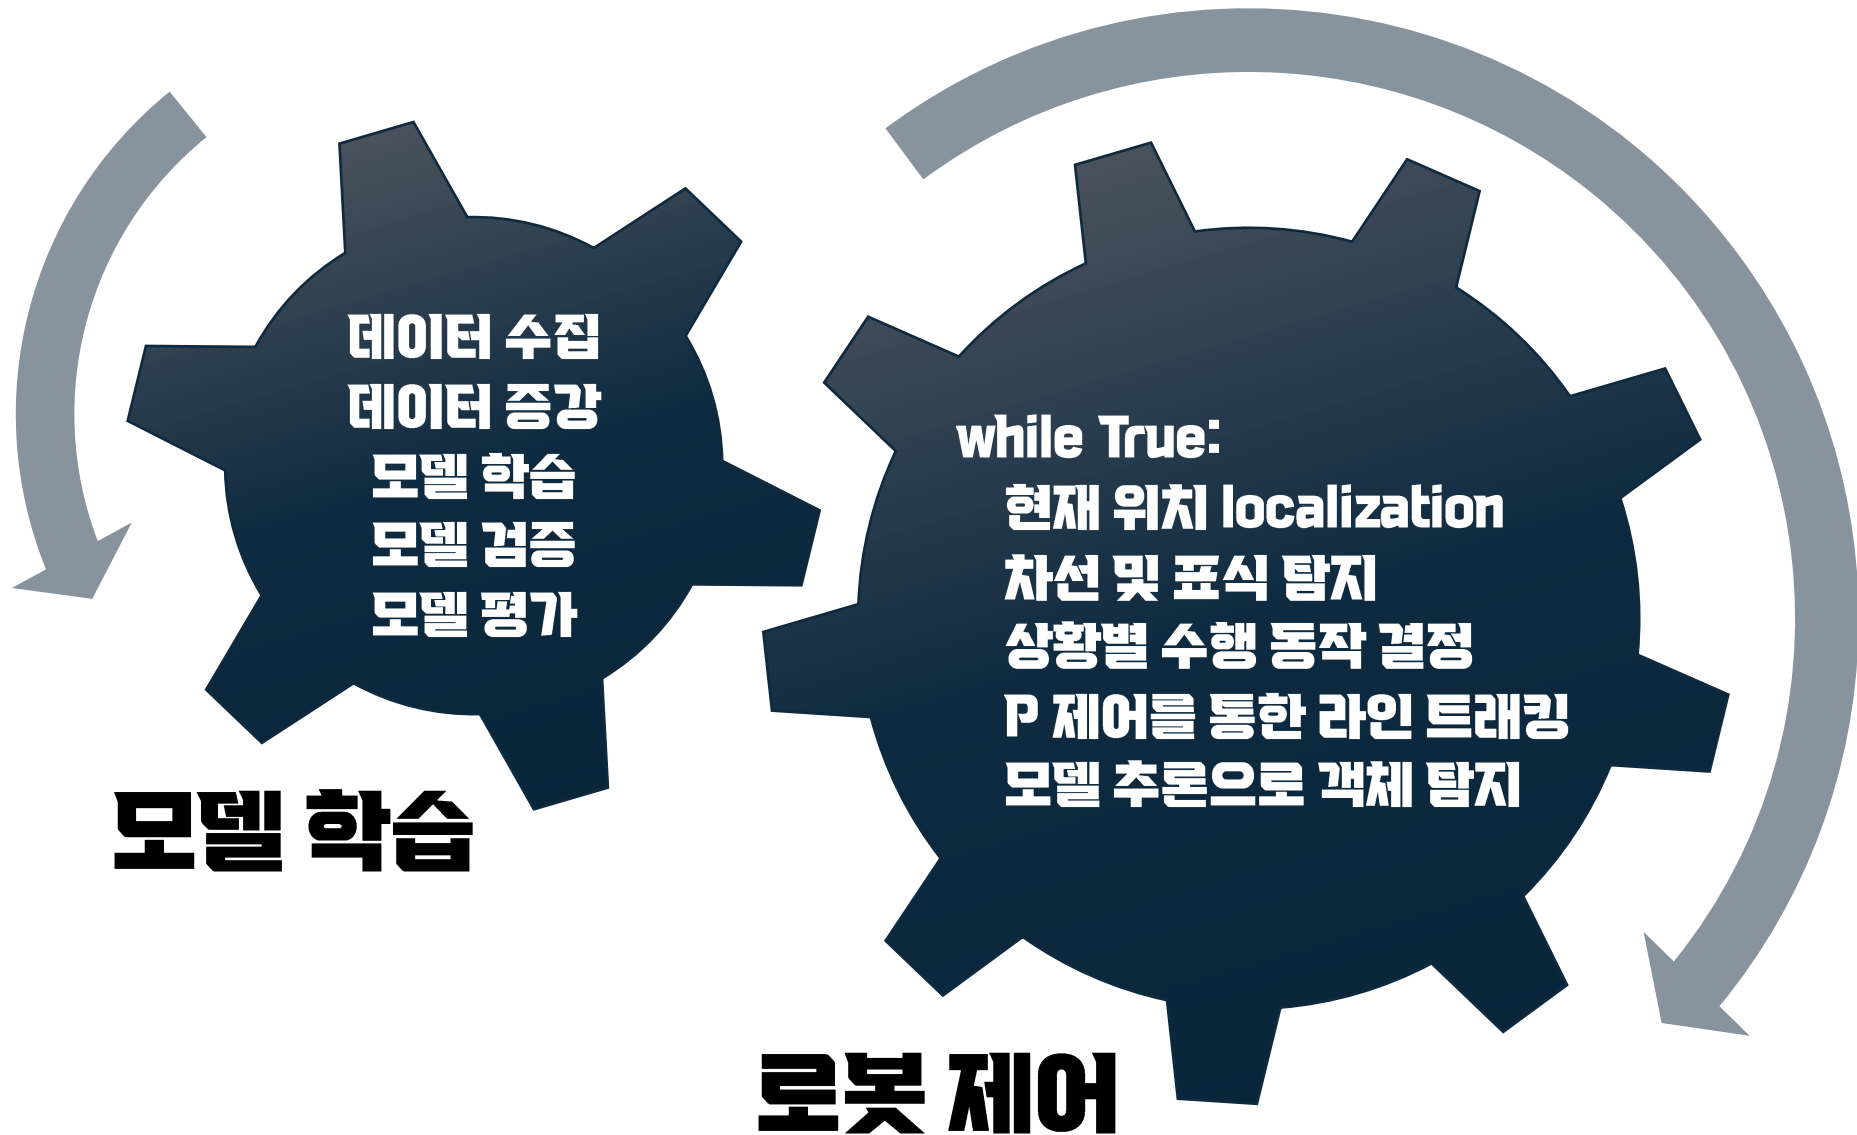 데이터 수집
데이터 증강
모델 학습
모델 검증
모델 평가
모델 학습
while True:
현재 위치 localization
차선 및 표식 탐지
상황별 수행 동작 결정
P 제어를 통한 라인 트래킹
모델 추론으로 객체 탐지
로봇 제어